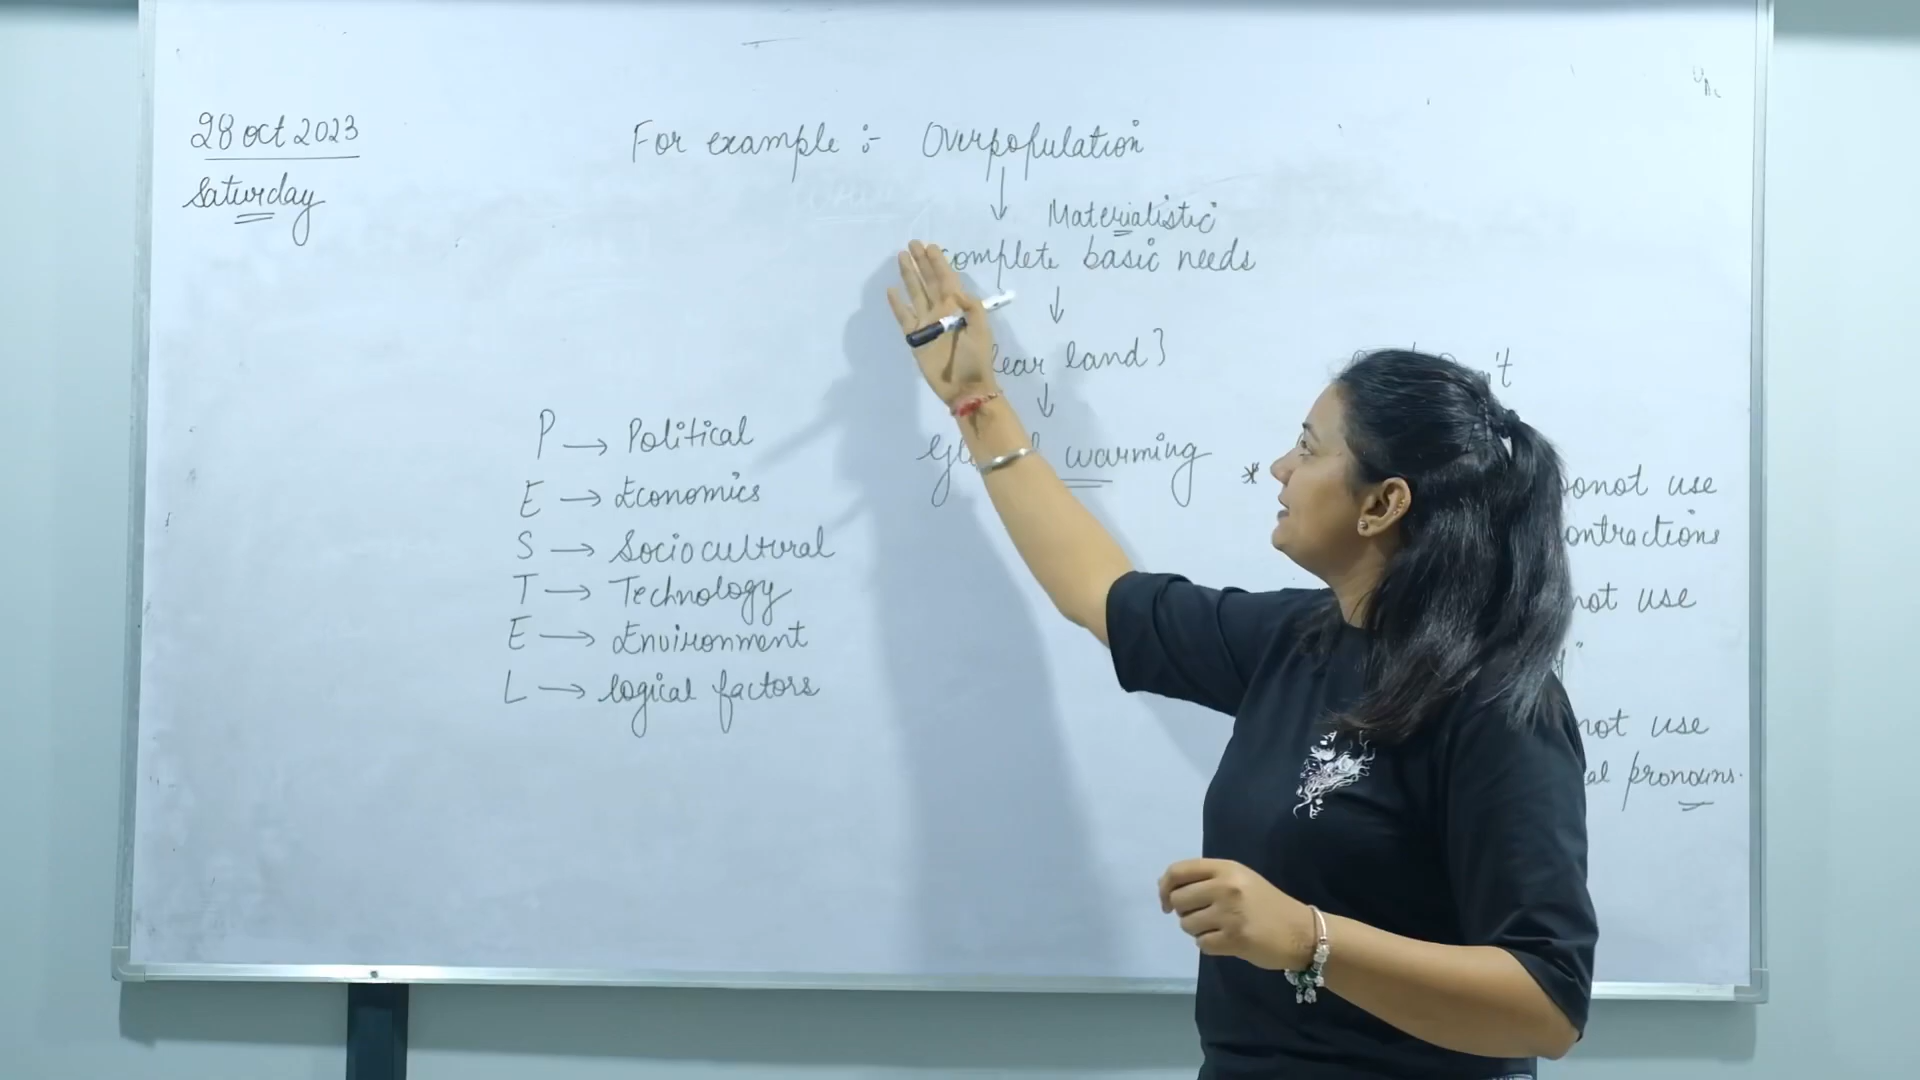 28 oct 2023
Saturday
For example :- Overpopulation
Materialistic
complete basic needs
land }
warming
P → Political
E → Economics
S → Sociocultural
T → Technology
E → Environment
L → logical factors
*
Donot use
contractions
not use
not use
pronouns.